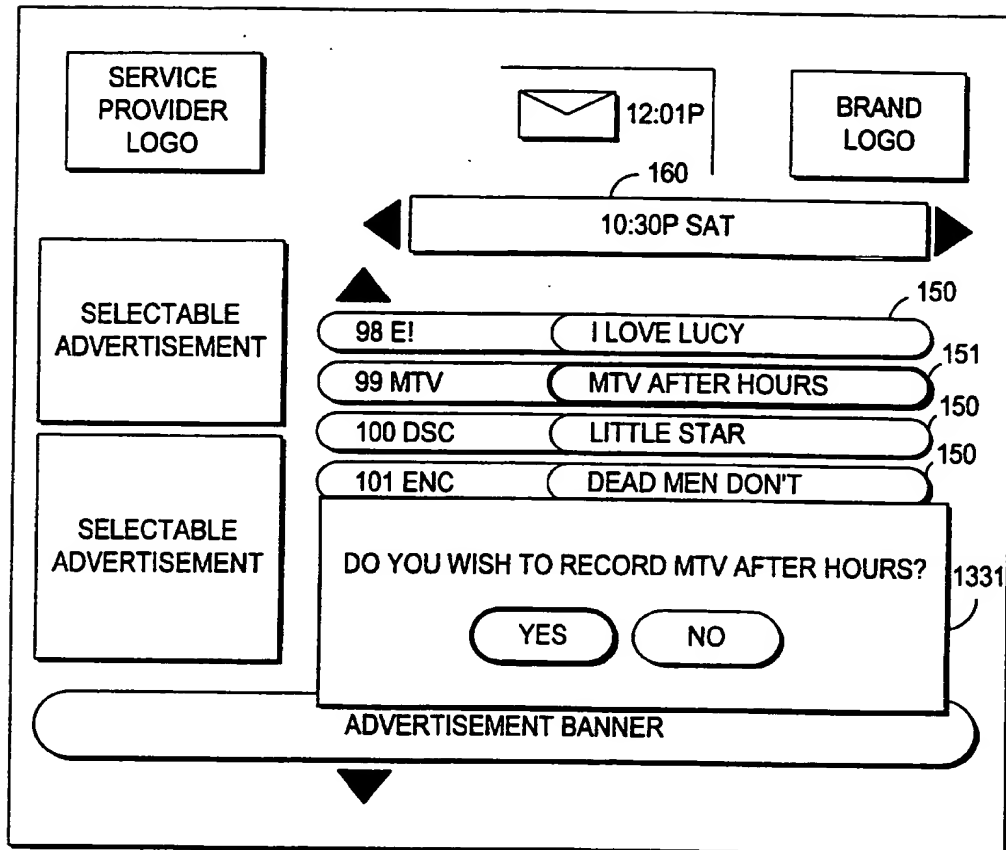 SERVICE
PROVIDER
LOGO
12:01P
BRAND
LOGO
160
10:30P SAT
SELECTABLE
ADVERTISEMENT
150
98 E! I LOVE LUCY
151
99 MTV MTV AFTER HOURS
150
100 DSC LITTLE STAR
150
101 ENC DEAD MEN DON'T
SELECTABLE
ADVERTISEMENT
DO YOU WISH TO RECORD MTV AFTER HOURS?
1331
YES NO
ADVERTISEMENT BANNER